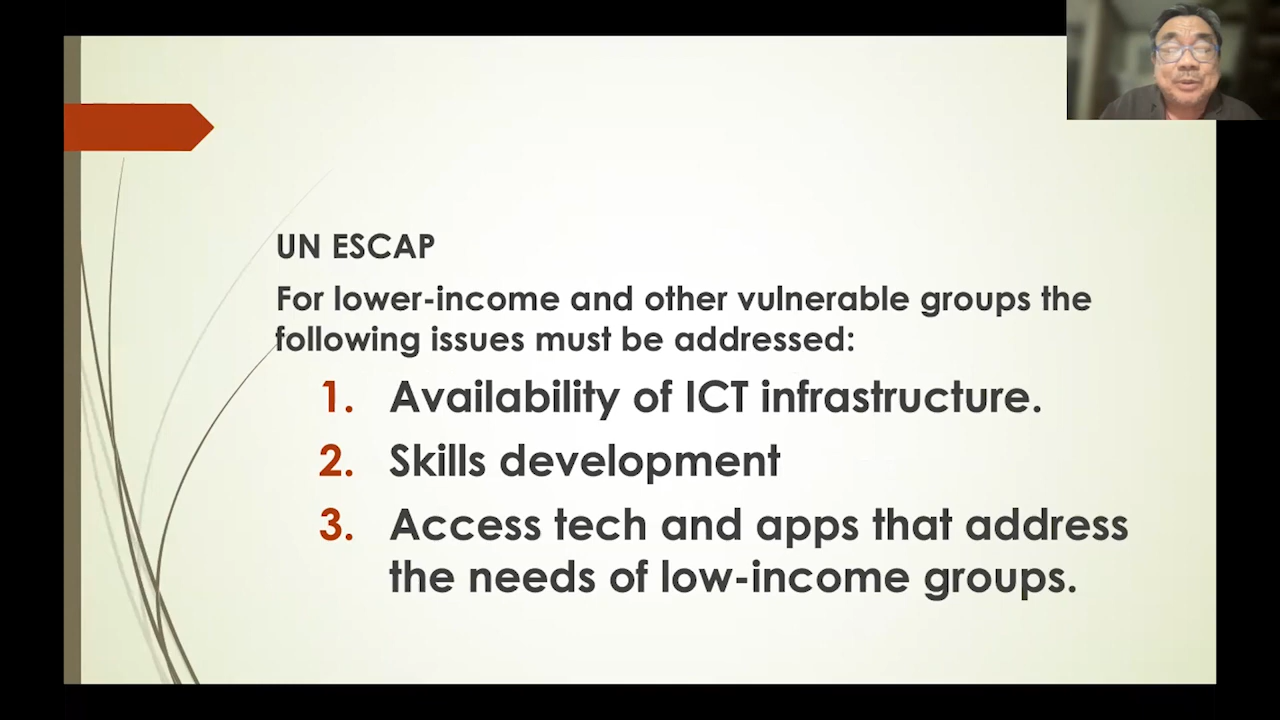 UN ESCAP
For lower-income and other vulnerable groups the
following issues must be addressed:
1. Availability of ICT infrastructure.
2. Skills development
3. Access tech and apps that address
the needs of low-income groups.